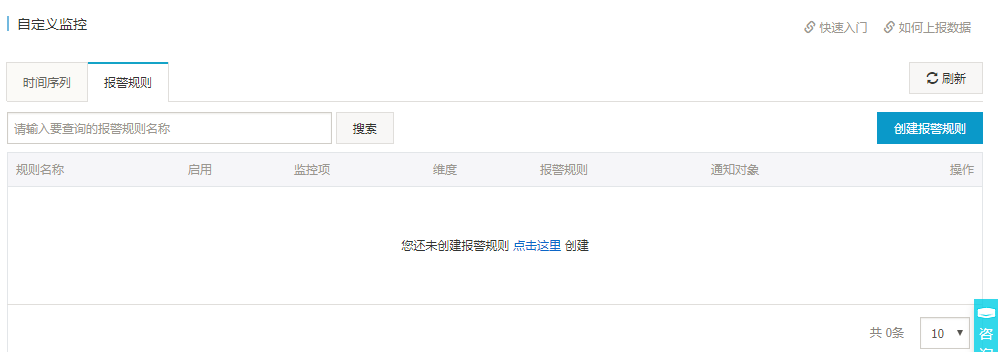 自定义监控
快速入门 如何上报数据
时间序列 报警规则 刷新
请输入要查询的报警规则名称 搜索 创建报警规则
规则名称 启用 监控项 维度 报警规则 通知对象 操作
您还未创建报警规则 点击这里 创建
共 0条 10
咨